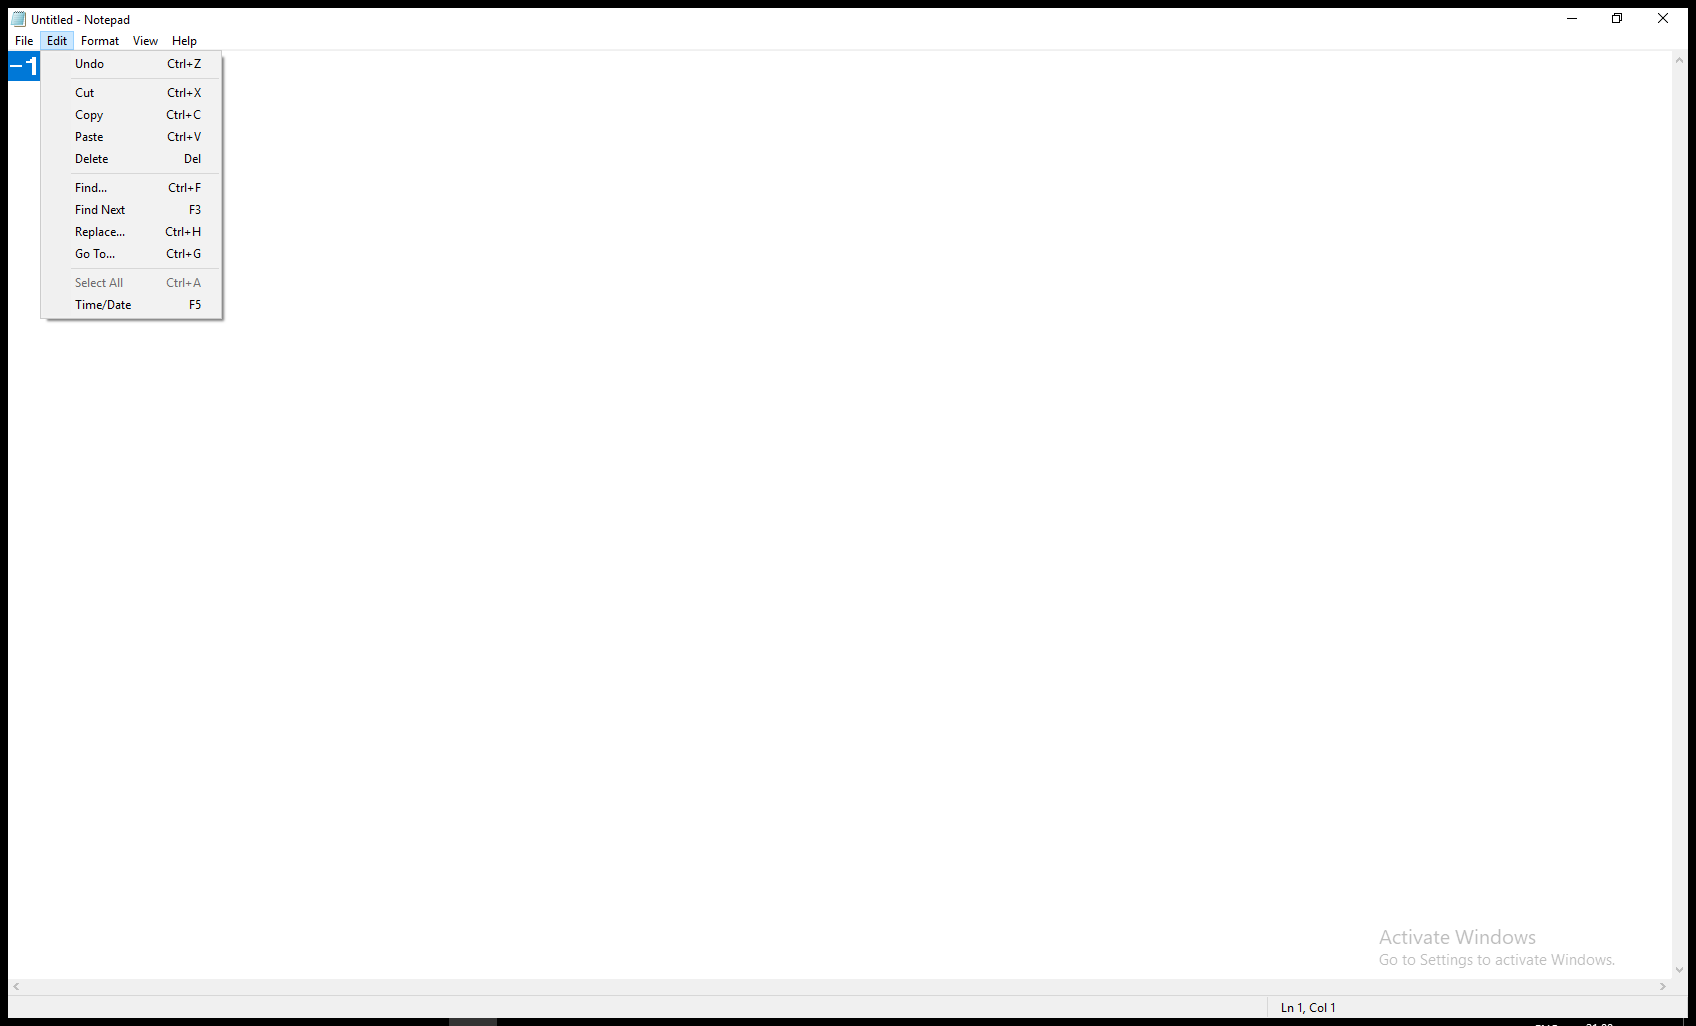 Untitled - Notepad
File Edit Format View Help
−1
Undo Ctrl+Z
Cut Ctrl+X
Copy Ctrl+C
Paste Ctrl+V
Delete Del
Find... Ctrl+F
Find Next F3
Replace... Ctrl+H
Go To... Ctrl+G
Select All Ctrl+A
Time/Date F5
Activate Windows
Go to Settings to activate Windows.
Ln 1, Col 1